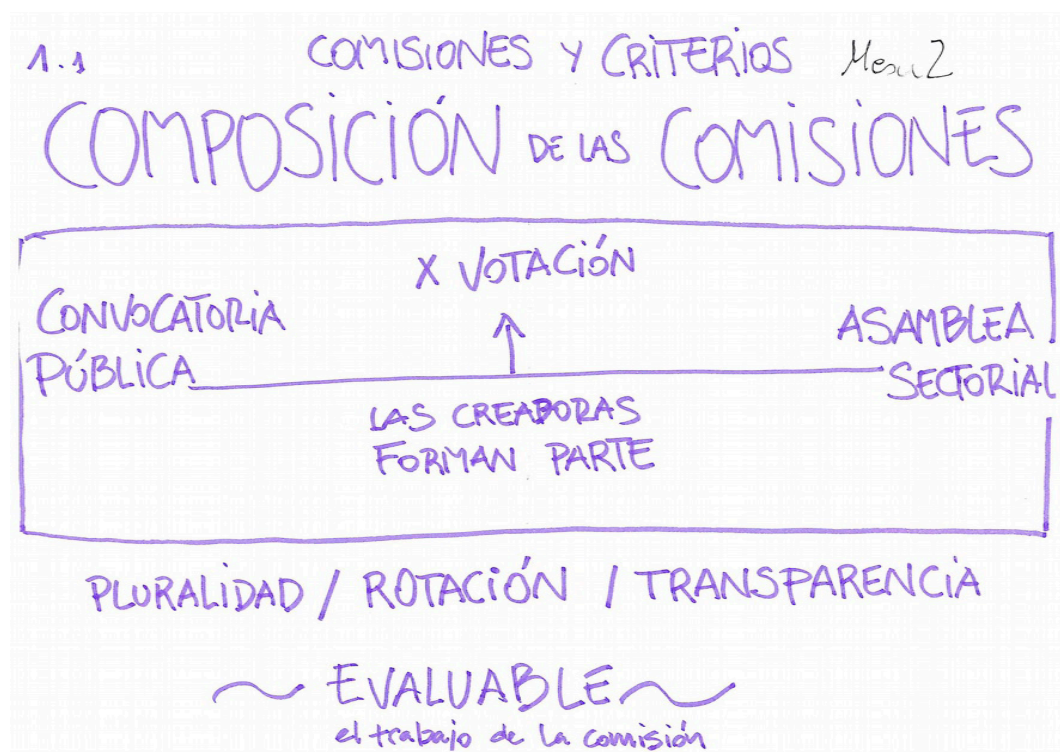 1.1 COMISIONES Y CRITERIOS Mesa 2
COMPOSICIÓN DE LAS COMISIONES
X VOTACIÓN
CONVOCATORIA
PÚBLICA
ASAMBLEA
SECTORIAL
LAS CREADORAS
FORMAN PARTE
PLURALIDAD / ROTACIÓN / TRANSPARENCIA
~ EVALUABLE ~
el trabajo de la comisión